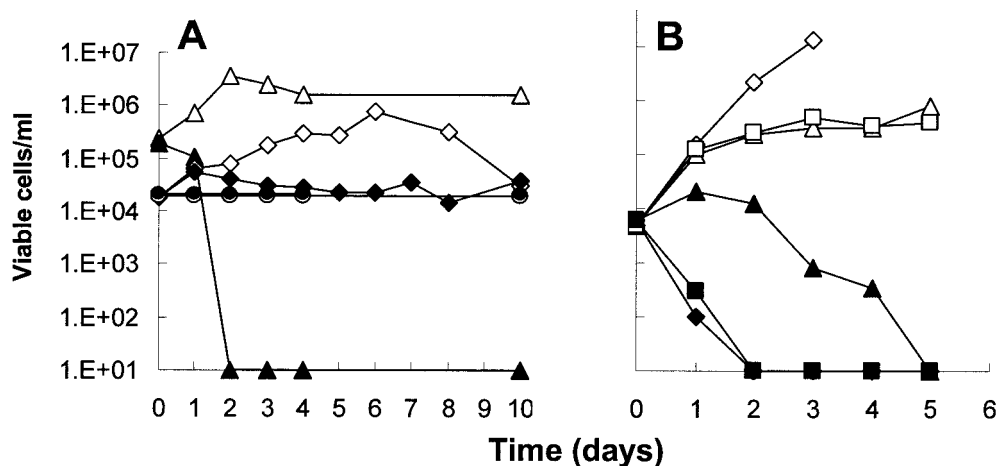 A
B
Viable cells/ml
1.E+07
1.E+06
1.E+05
1.E+04
1.E+03
1.E+02
1.E+01
0 1 2 3 4 5 6 7 8 9 10
0 1 2 3 4 5 6
Time (days)